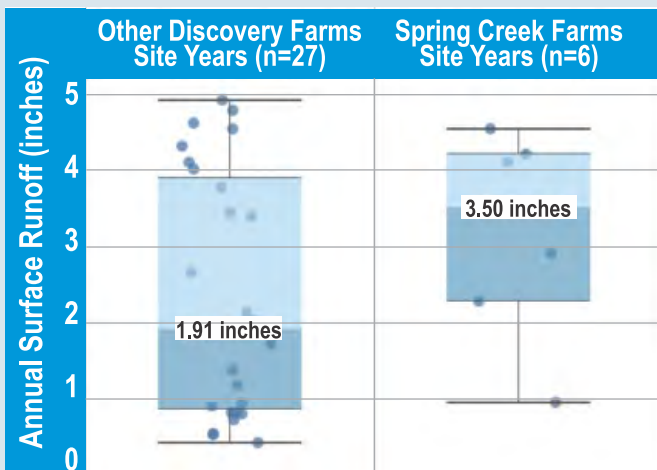 Other Discovery Farms
Site Years (n=27)
Spring Creek Farms
Site Years (n=6)
Annual Surface Runoff (inches)
5
4
3
2
1
0
1.91 inches
3.50 inches